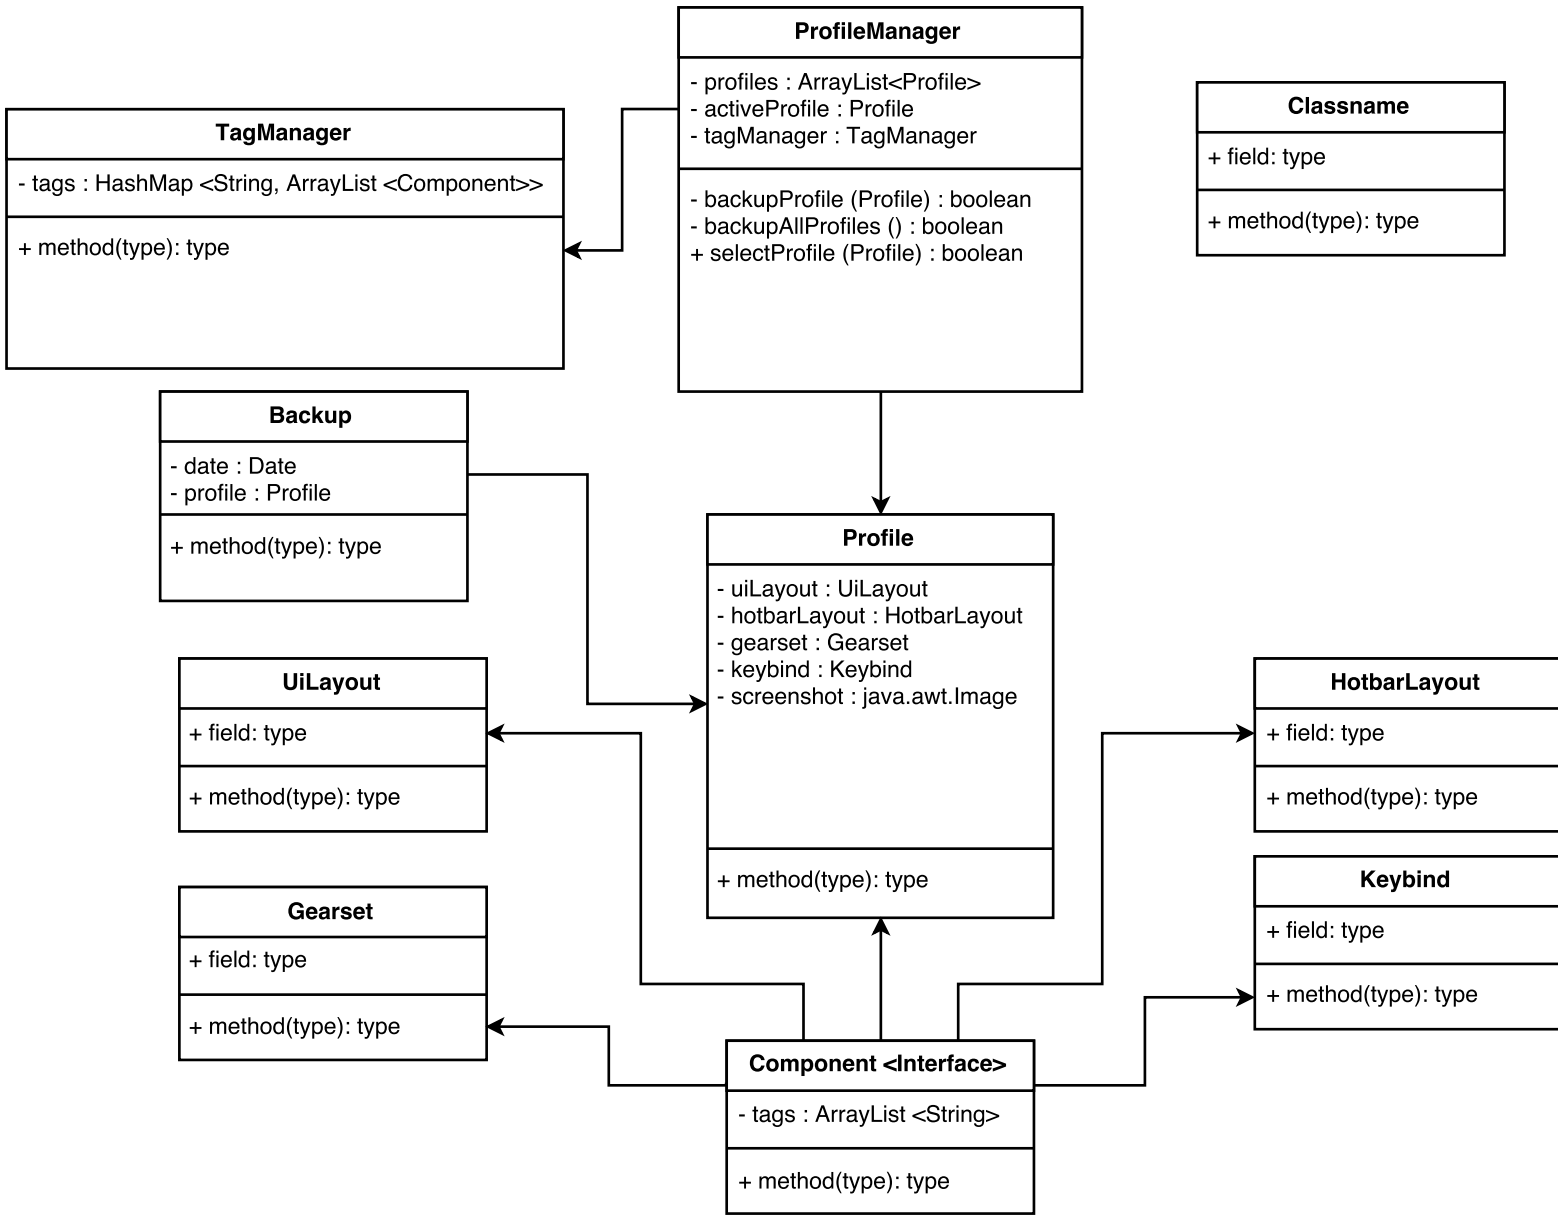 ProfileManager
- profiles : ArrayList<Profile>
- activeProfile : Profile
- tagManager : TagManager
- backupProfile (Profile) : boolean
- backupAllProfiles () : boolean
+ selectProfile (Profile) : boolean
Classname
+ field: type
+ method(type): type
TagManager
- tags : HashMap <String, ArrayList <Component>>
+ method(type): type
Backup
- date : Date
- profile : Profile
+ method(type): type
Profile
- uiLayout : UiLayout
- hotbarLayout : HotbarLayout
- gearset : Gearset
- keybind : Keybind
- screenshot : java.awt.Image
+ method(type): type
UiLayout
+ field: type
+ method(type): type
HotbarLayout
+ field: type
+ method(type): type
Gearset
+ field: type
+ method(type): type
Keybind
+ field: type
+ method(type): type
Component <Interface>
- tags : ArrayList <String>
+ method(type): type